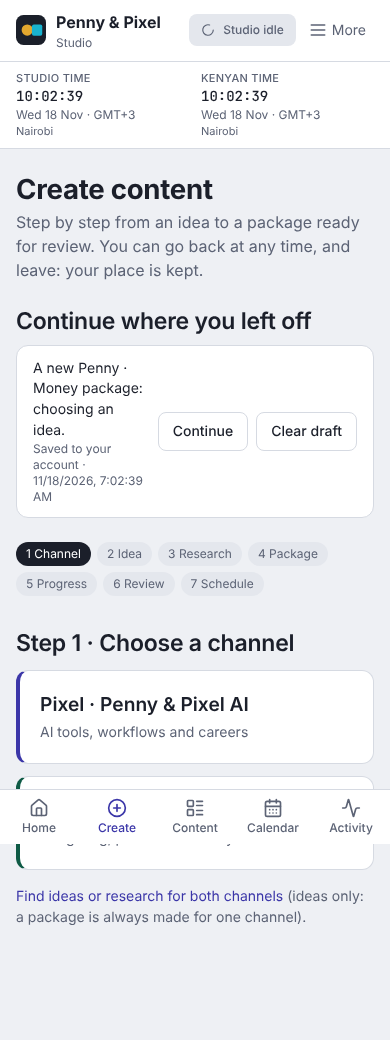 Penny & Pixel
Studio
Studio idle
More
STUDIO TIME
10:02:39
Wed 18 Nov · GMT+3
Nairobi
KENYAN TIME
10:02:39
Wed 18 Nov · GMT+3
Nairobi
Create content
Step by step from an idea to a package ready
for review. You can go back at any time, and
leave: your place is kept.
Continue where you left off
A new Penny ·
Money package:
choosing an
idea.
Saved to your
account ·
11/18/2026, 7:02:39
AM
Continue
Clear draft
1 Channel
2 Idea
3 Research
4 Package
5 Progress
6 Review
7 Schedule
Step 1 · Choose a channel
Pixel · Penny & Pixel AI
AI tools, workflows and careers
Home
Create
Content
Calendar
Activity
Find ideas or research for both channels (ideas only:
a package is always made for one channel).